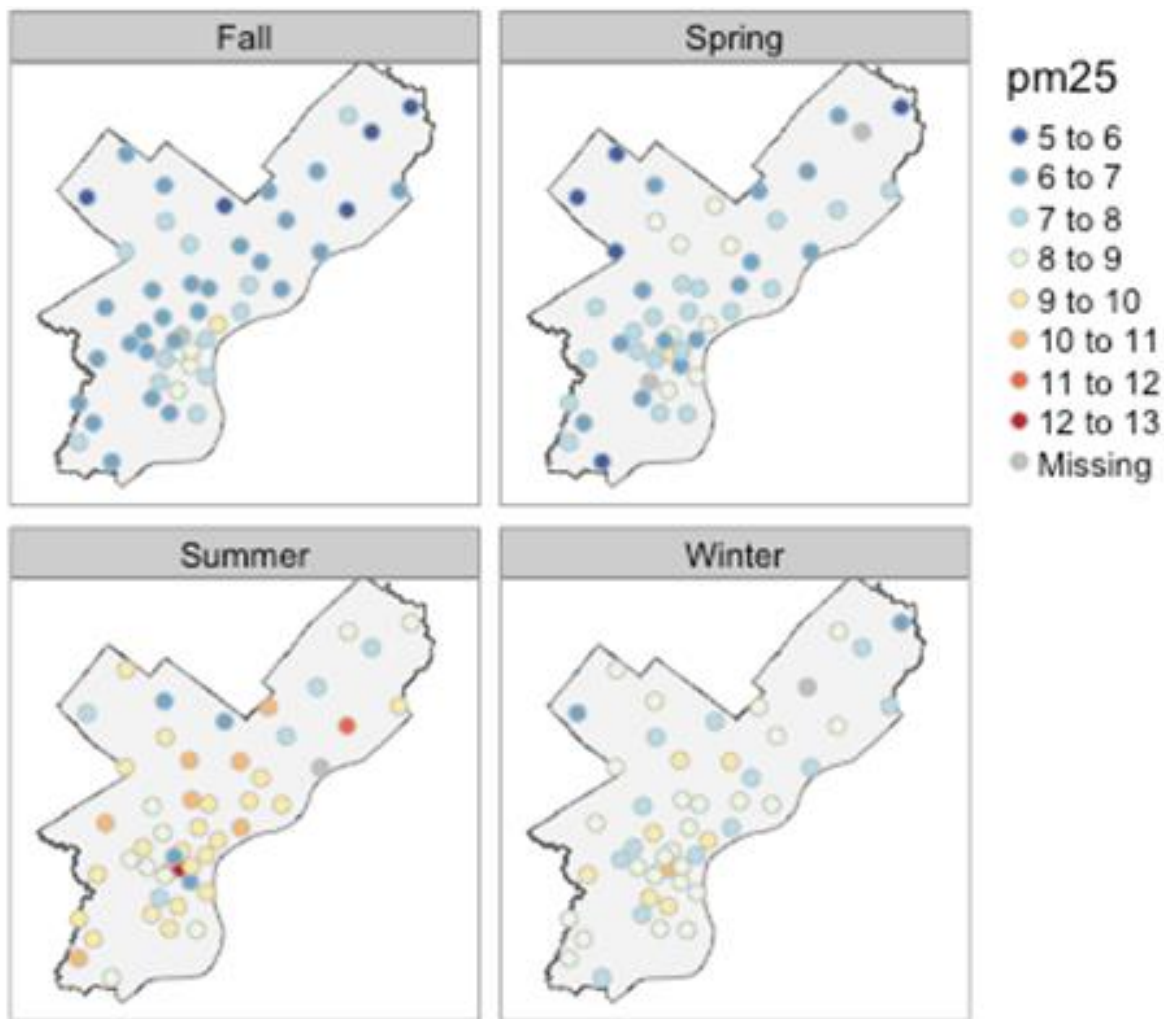 Fall
Spring
pm25
5 to 6
6 to 7
7 to 8
8 to 9
9 to 10
10 to 11
11 to 12
12 to 13
Missing
Summer
Winter